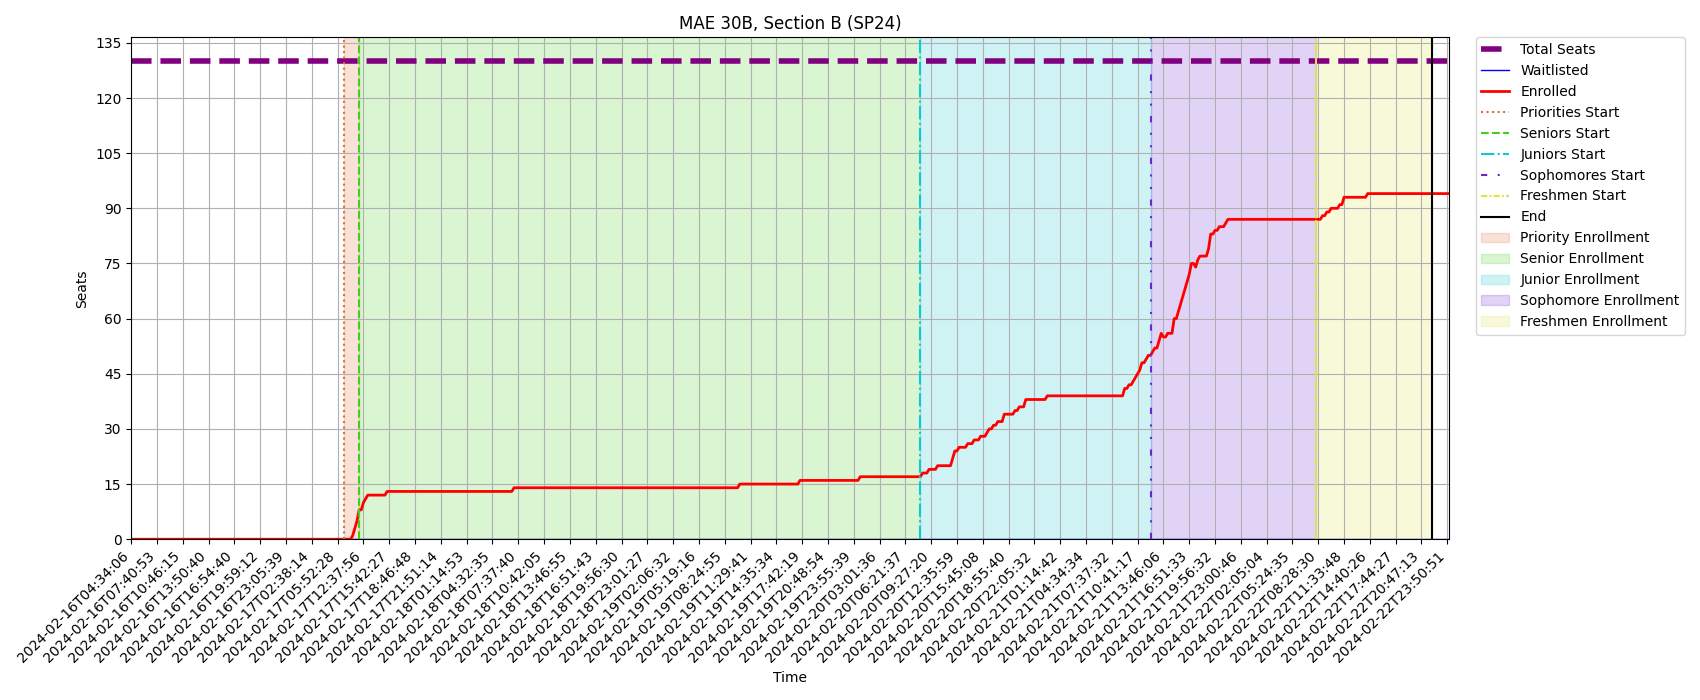 MAE 30B, Section B (SP24)
135
120
105
90
75
60
45
30
15
0
Seats
2024-02-16T04:34:06
2024-02-16T07:40:53
2024-02-16T10:46:15
2024-02-16T13:50:40
2024-02-16T16:54:40
2024-02-16T19:59:12
2024-02-16T23:05:39
2024-02-17T02:38:14
2024-02-17T05:52:28
2024-02-17T12:37:56
2024-02-17T15:42:27
2024-02-17T18:46:48
2024-02-17T21:51:14
2024-02-18T01:14:53
2024-02-18T04:32:35
2024-02-18T07:37:40
2024-02-18T10:42:05
2024-02-18T13:46:55
2024-02-18T16:51:43
2024-02-18T19:56:30
2024-02-18T23:01:27
2024-02-19T02:06:32
2024-02-19T05:19:16
2024-02-19T08:24:55
2024-02-19T11:29:41
2024-02-19T14:35:34
2024-02-19T17:42:19
2024-02-19T20:48:54
2024-02-19T23:55:39
2024-02-20T03:01:36
2024-02-20T06:21:37
2024-02-20T09:27:20
2024-02-20T12:35:59
2024-02-20T15:45:08
2024-02-20T18:55:40
2024-02-20T22:05:32
2024-02-21T01:14:42
2024-02-21T04:34:34
2024-02-21T07:37:32
2024-02-21T10:41:17
2024-02-21T13:46:06
2024-02-21T16:51:33
2024-02-21T19:56:32
2024-02-21T23:00:46
2024-02-22T02:05:04
2024-02-22T05:24:35
2024-02-22T08:28:30
2024-02-22T11:33:48
2024-02-22T14:40:26
2024-02-22T17:44:27
2024-02-22T20:47:13
2024-02-22T23:50:51
Time
Total Seats
Waitlisted
Enrolled
Priorities Start
Seniors Start
Juniors Start
Sophomores Start
Freshmen Start
End
Priority Enrollment
Senior Enrollment
Junior Enrollment
Sophomore Enrollment
Freshmen Enrollment